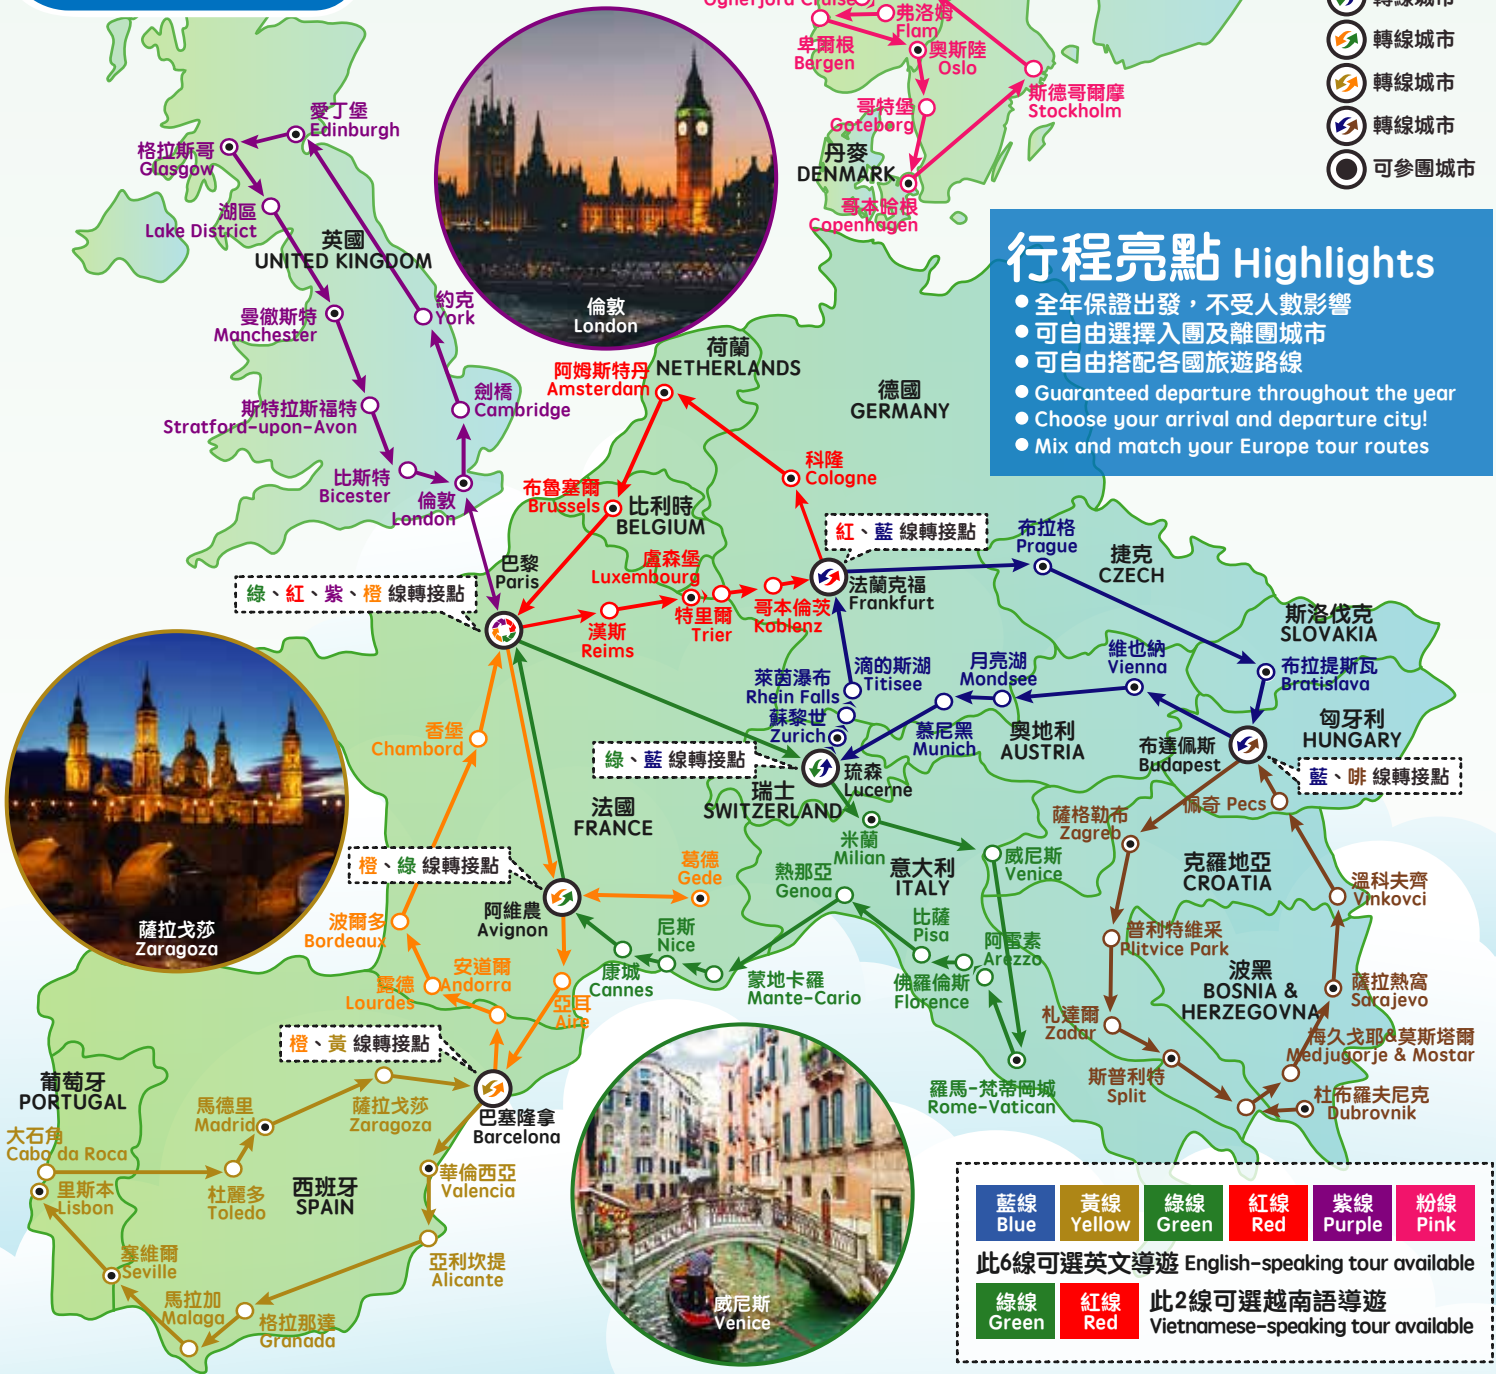 弗洛姆
Flam
卑爾根
Bergen
奧斯陸
Oslo
斯德哥爾摩
Stockholm
哥特堡
Goteborg
丹麥
DENMARK
哥本哈根
Copenhagen
轉線城市
轉線城市
轉線城市
轉線城市
可參團城市
行程亮點 Highlights
全年保證出發，不受人數影響
可自由選擇入團及離團城市
可自由搭配各國旅遊路線
Guaranteed departure throughout the year
Choose your arrival and departure city!
Mix and match your Europe tour routes
愛丁堡
Edinburgh
格拉斯哥
Glasgow
湖區
Lake District
英國
UNITED KINGDOM
曼徹斯特
Manchester
約克
York
斯特拉斯福特
Stratford-upon-Avon
劍橋
Cambridge
比斯特
Bicester
倫敦
London
倫敦
London
荷蘭
NETHERLANDS
阿姆斯特丹
Amsterdam
德國
GERMANY
科隆
Cologne
布魯塞爾
Brussels
比利時
BELGIUM
紅、藍 線轉接點
布拉格
Prague
捷克
CZECH
巴黎
Paris
綠、紅、紫、橙 線轉接點
盧森堡
Luxembourg
漢斯
Reims
特里爾
Trier
哥本倫茨
Koblenz
法蘭克福
Frankfurt
斯洛伐克
SLOVAKIA
布拉提斯瓦
Bratislava
維也納
Vienna
月亮湖
Mondsee
滴的斯湖
Titisee
萊茵瀑布
Rhein Falls
蘇黎世
Zurich
慕尼黑
Munich
奧地利
AUSTRIA
布達佩斯
Budapest
匈牙利
HUNGARY
藍、啡 線轉接點
綠、藍 線轉接點
琉森
Lucerne
瑞士
SWITZERLAND
香堡
Chambord
法國
FRANCE
橙、綠 線轉接點
阿維農
Avignon
葛德
Gede
米蘭
Milian
熱那亞
Genoa
意大利
ITALY
威尼斯
Venice
比薩
Pisa
阿雷素
Arezzo
佛羅倫斯
Florence
尼斯
Nice
康城
Cannes
蒙地卡羅
Mante-Cario
羅馬-梵蒂岡城
Rome-Vatican
薩格勒布
Zagreb
佩奇 Pecs
克羅地亞
CROATIA
溫科夫齊
Vinkovci
普利特維采
Plitvice Park
波黑
BOSNIA &
HERZEGOVNA
薩拉熱窩
Sarajevo
札達爾
Zadar
梅久戈耶&莫斯塔爾
Medjugorje & Mostar
斯普利特
Split
杜布羅夫尼克
Dubrovnik
薩拉戈莎
Zaragoza
波爾多
Bordeaux
露德
Lourdes
安道爾
Andorra
亞耳
Aire
橙、黃 線轉接點
巴塞隆拿
Barcelona
葡萄牙
PORTUGAL
馬德里
Madrid
薩拉戈莎
Zaragoza
大石角
Cabo da Roca
里斯本
Lisbon
杜麗多
Toledo
西班牙
SPAIN
華倫西亞
Valencia
亞利坎提
Alicante
塞維爾
Seville
馬拉加
Malaga
格拉那達
Granada
威尼斯
Venice
藍線
Blue
黃線
Yellow
綠線
Green
紅線
Red
紫線
Purple
粉線
Pink
此6線可選英文導遊 English-speaking tour available
綠線
Green
紅線
Red
此2線可選越南語導遊
Vietnamese-speaking tour available